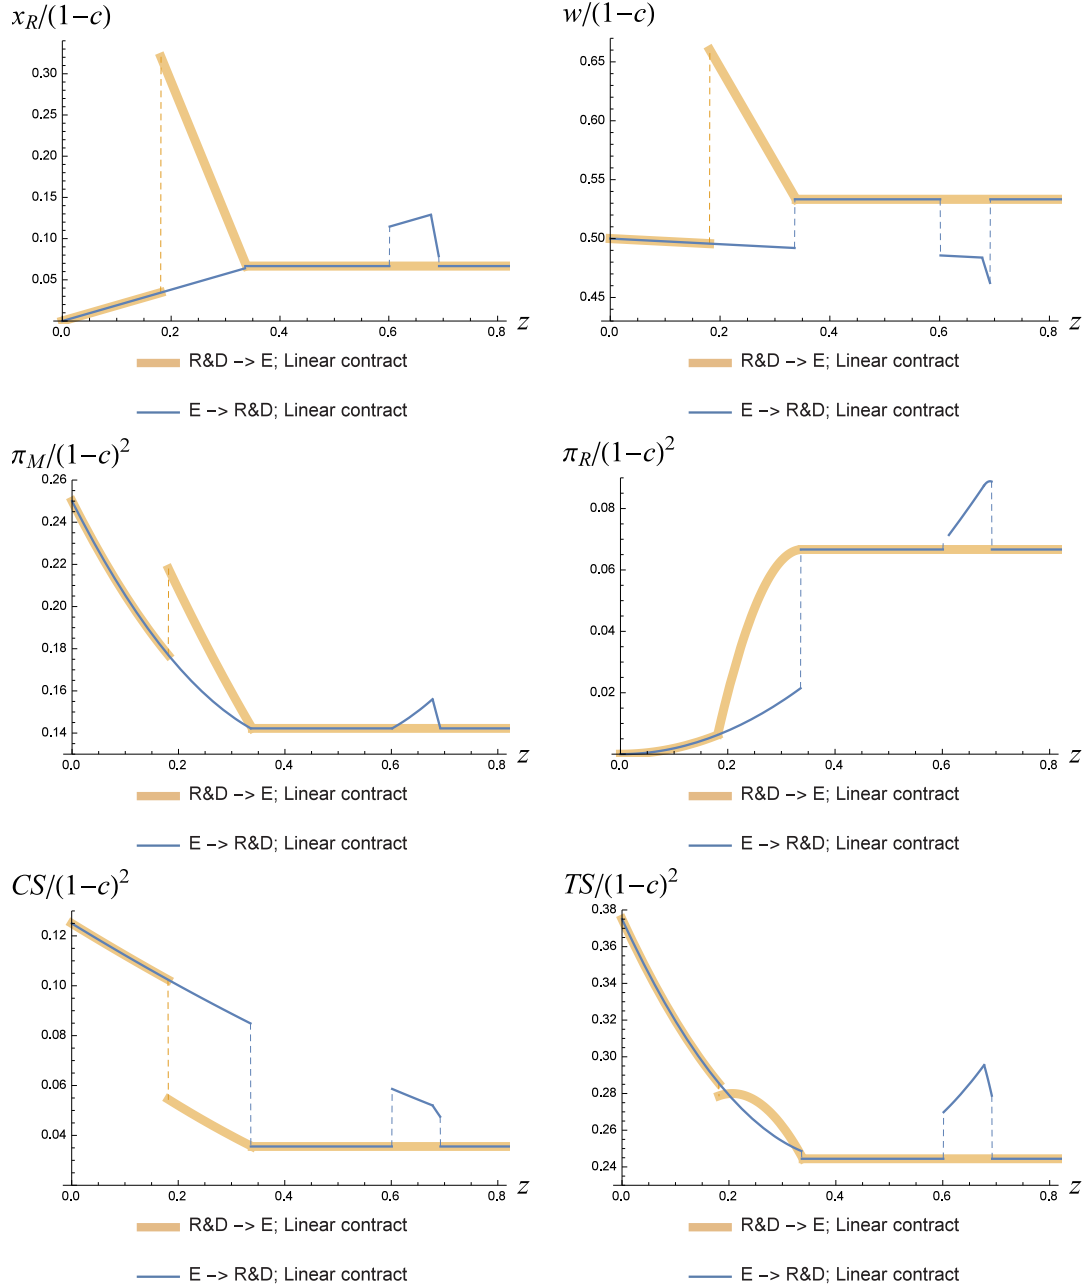 x_R/(1−c)
0.30
0.20
0.10
0.05
0.0 0.2 0.4 0.6 0.8 z
R&D −> E; Linear contract
E −> R&D; Linear contract
w/(1−c)
0.65
0.60
0.55
0.50
0.45
0.0 0.2 0.4 0.6 0.8 z
R&D −> E; Linear contract
E −> R&D; Linear contract
π_M/(1−c)²
0.26
0.24
0.22
0.20
0.18
0.16
0.14
0.0 0.2 0.4 0.6 0.8 z
R&D −> E; Linear contract
E −> R&D; Linear contract
π_R/(1−c)²
0.08
0.06
0.04
0.02
0.0 0.2 0.4 0.6 0.8 z
R&D −> E; Linear contract
E −> R&D; Linear contract
CS/(1−c)²
0.12
0.10
0.08
0.06
0.04
0.0 0.2 0.4 0.6 0.8 z
R&D −> E; Linear contract
E −> R&D; Linear contract
TS/(1−c)²
0.38
0.36
0.34
0.32
0.30
0.28
0.26
0.24
0.0 0.2 0.4 0.6 0.8 z
R&D −> E; Linear contract
E −> R&D; Linear contract